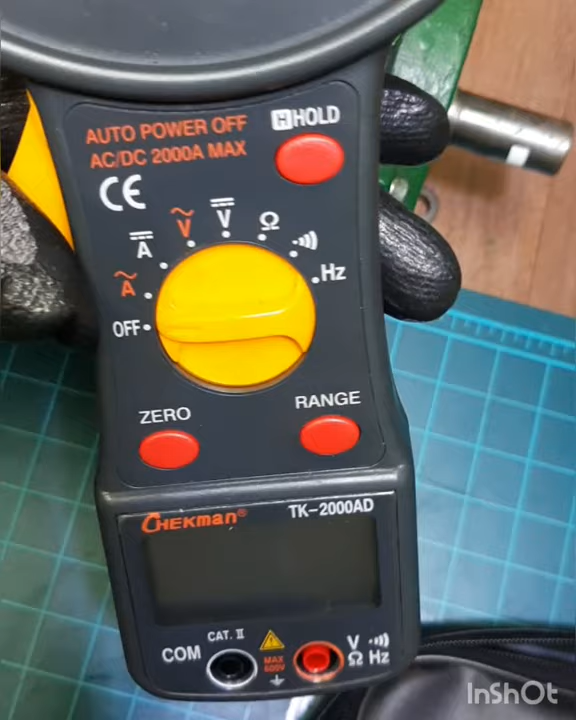 AUTO POWER OFF
AC/DC 2000A MAX
H HOLD
CE
V
V
Ω
A
Hz
A
OFF
ZERO
RANGE
CHEKman®
TK-2000AD
COM
CAT. II
MAX
600V
V
Ω Hz
InShOt